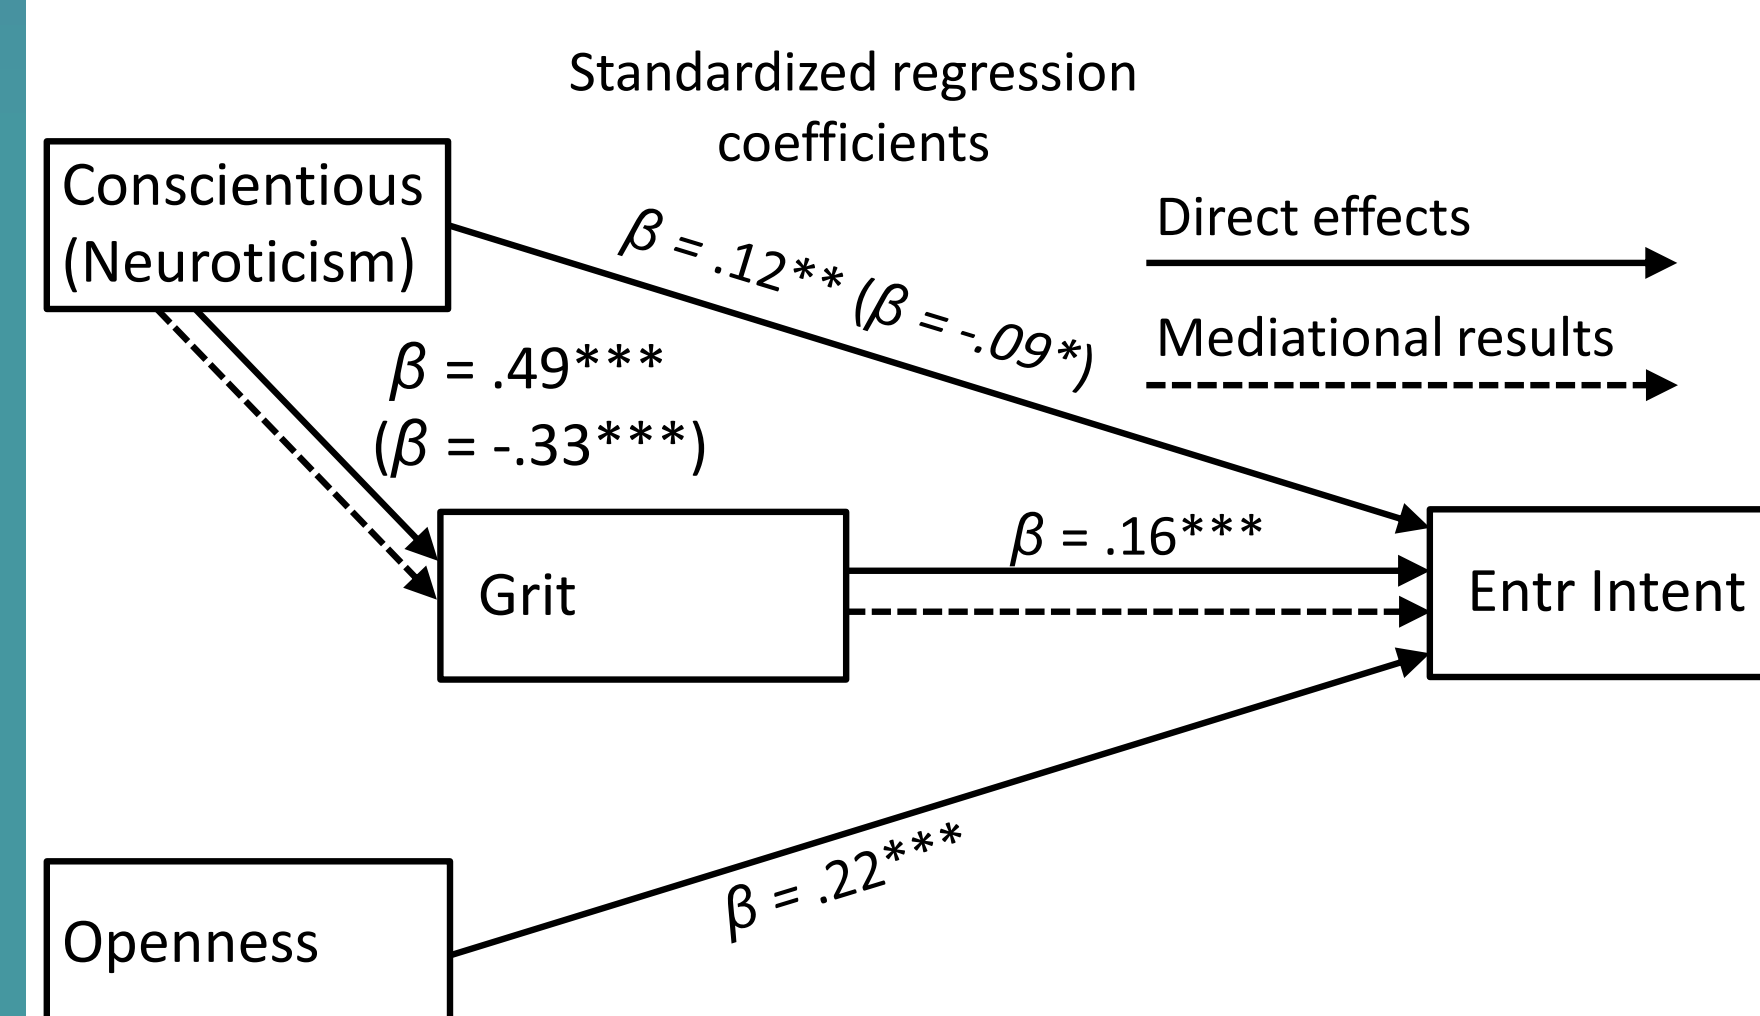 Standardized regression
coefficients
Conscientious
(Neuroticism)
Direct effects
β = .12** (β = -.09*)
Mediational results
β = .49***
(β = -.33***)
β = .16***
Grit
Entr Intent
β = .22***
Openness